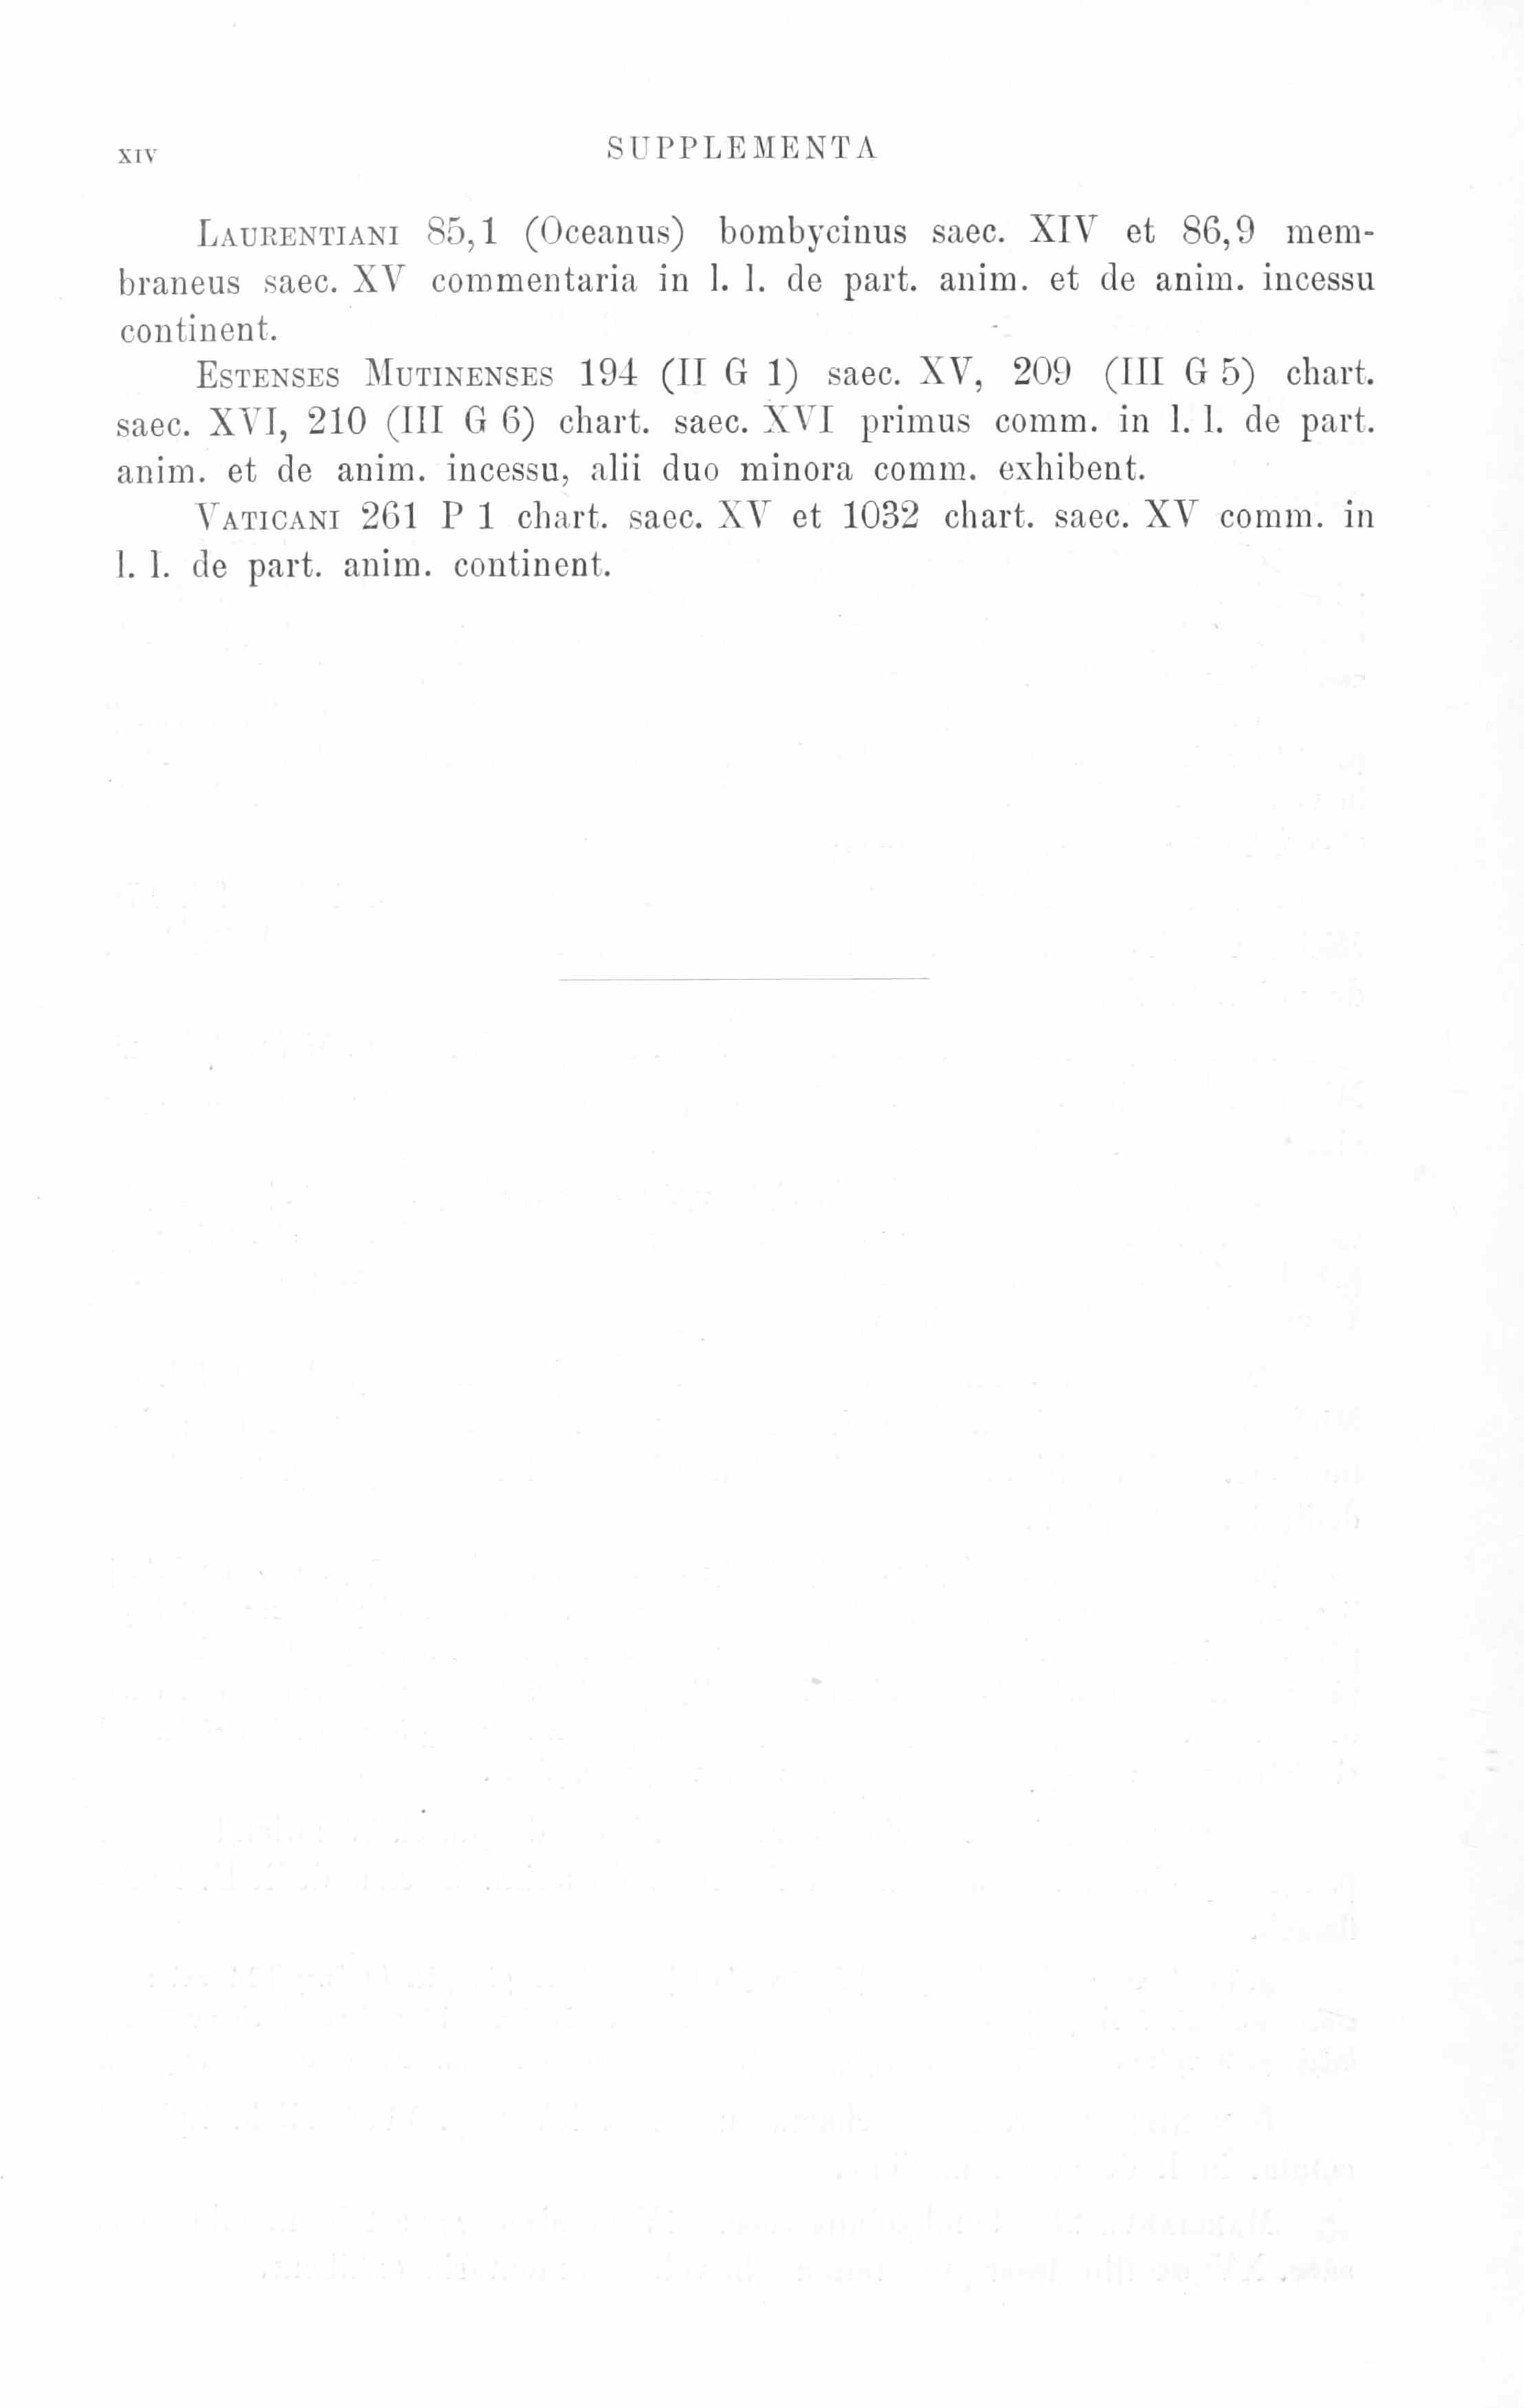 XIV SUPPLEMENTA
LAURENTIANI 85,1 (Oceanus) bombycinus saec. XIV et 86,9 mem-
braneus saec. XV commentaria in l. l. de part. anim. et de anim. incessu
continent.
ESTENSES MUTINENSES 194 (II G 1) saec. XV, 209 (III G 5) chart.
saec. XVI, 210 (III G 6) chart. saec. XVI primus comm. in l. l. de part.
anim. et de anim. incessu, alii duo minora comm. exhibent.
VATICANI 261 P 1 chart. saec. XV et 1032 chart. saec. XV comm. in
l. l. de part. anim. continent.